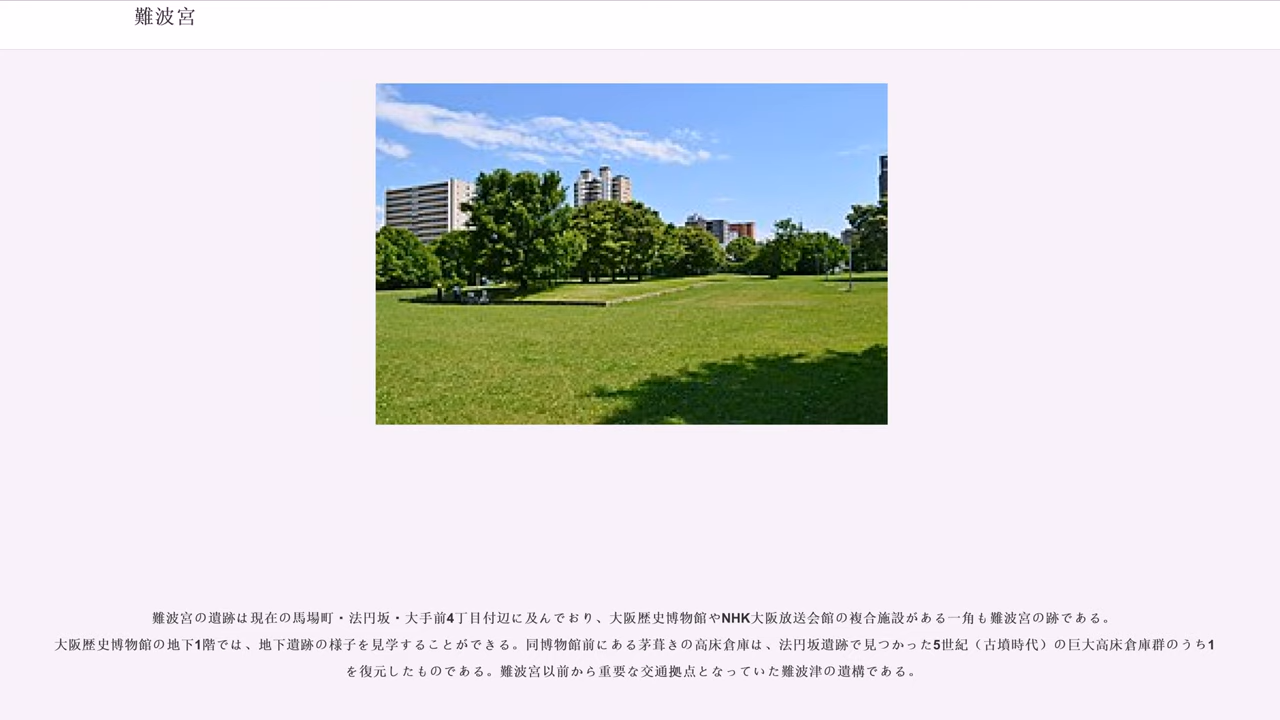 難波宮
難波宮の遺跡は現在の馬場町・法円坂・大手前4丁目付辺に及んでおり、大阪歴史博物館やNHK大阪放送会館の複合施設がある一角も難波宮の跡である。
大阪歴史博物館の地下1階では、地下遺跡の様子を見学することができる。同博物館前にある茅葺きの高床倉庫は、法円坂遺跡で見つかった5世紀（古墳時代）の巨大高床倉庫群のうち1
を復元したものである。難波宮以前から重要な交通拠点となっていた難波津の遺構である。